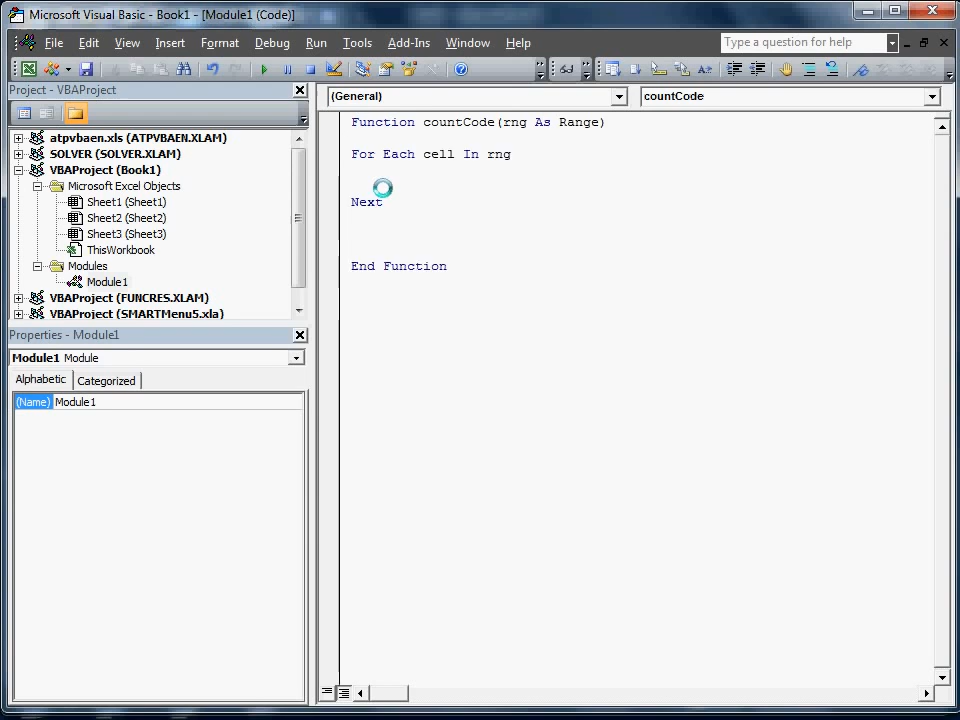 Microsoft Visual Basic - Book1 - [Module1 (Code)]
File Edit View Insert Format Debug Run Tools Add-Ins Window Help
Type a question for help
Project - VBAProject
(General)
countCode
atpvbaen.xls (ATPVBAEN.XLAM)
SOLVER (SOLVER.XLAM)
VBAProject (Book1)
Microsoft Excel Objects
Sheet1 (Sheet1)
Sheet2 (Sheet2)
Sheet3 (Sheet3)
ThisWorkbook
Modules
Module1
VBAProject (FUNCRES.XLAM)
VBAProject (SMARTMenu5.xla)
Properties - Module1
Module1 Module
Alphabetic Categorized
(Name) Module1
Function countCode(rng As Range)
For Each cell In rng
Next
End Function